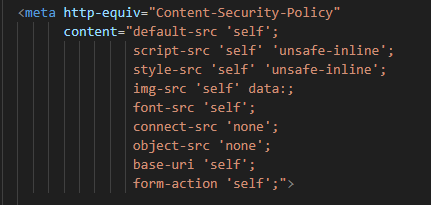 <meta http-equiv="Content-Security-Policy"
content="default-src 'self';
script-src 'self' 'unsafe-inline';
style-src 'self' 'unsafe-inline';
img-src 'self' data:;
font-src 'self';
connect-src 'none';
object-src 'none';
base-uri 'self';
form-action 'self';">